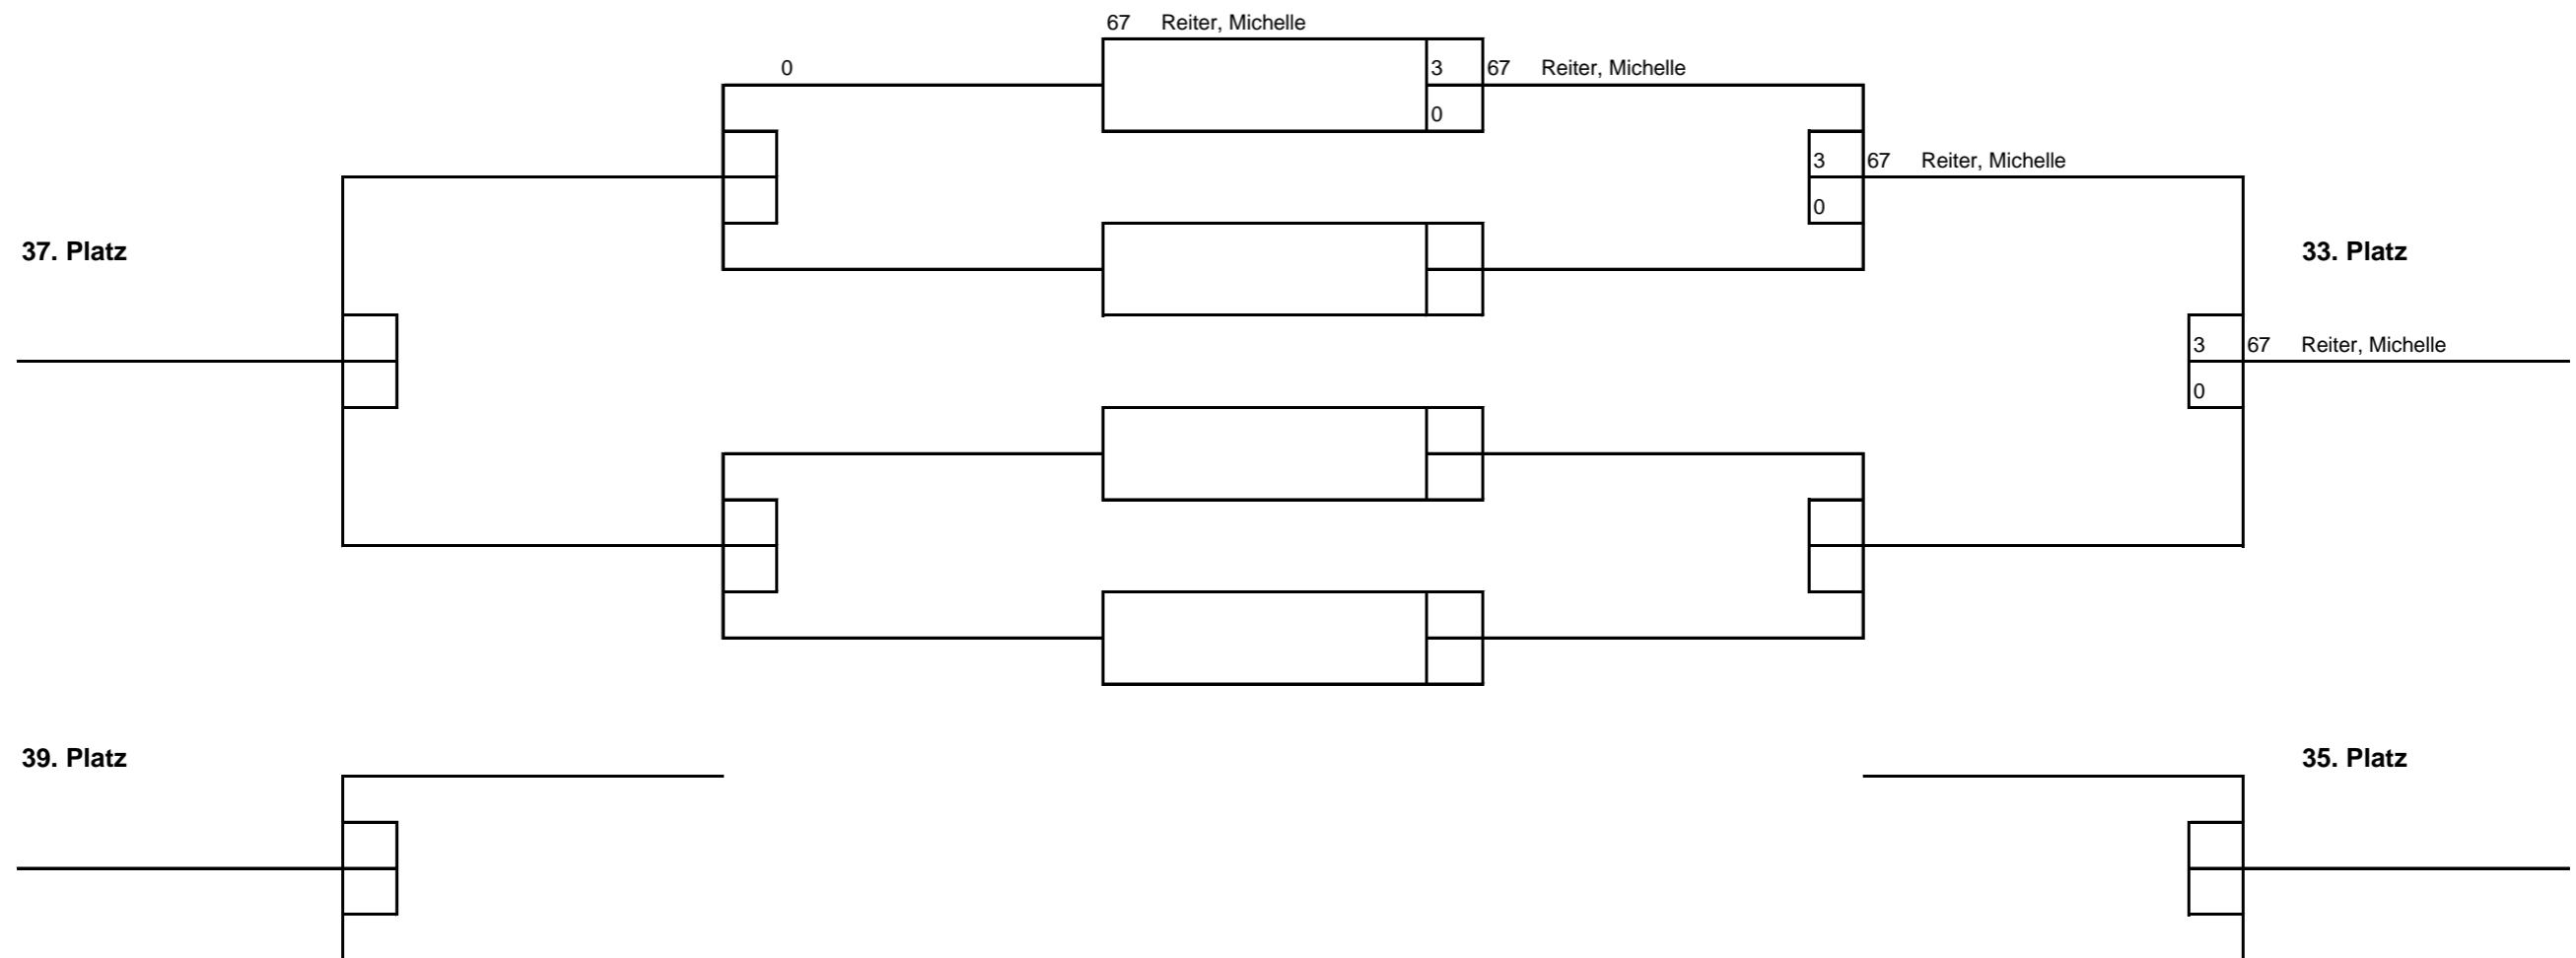 67 Reiter, Michelle
0 3 67 Reiter, Michelle
0
3 67 Reiter, Michelle
0
37. Platz 33. Platz
3 67 Reiter, Michelle
0
39. Platz 35. Platz